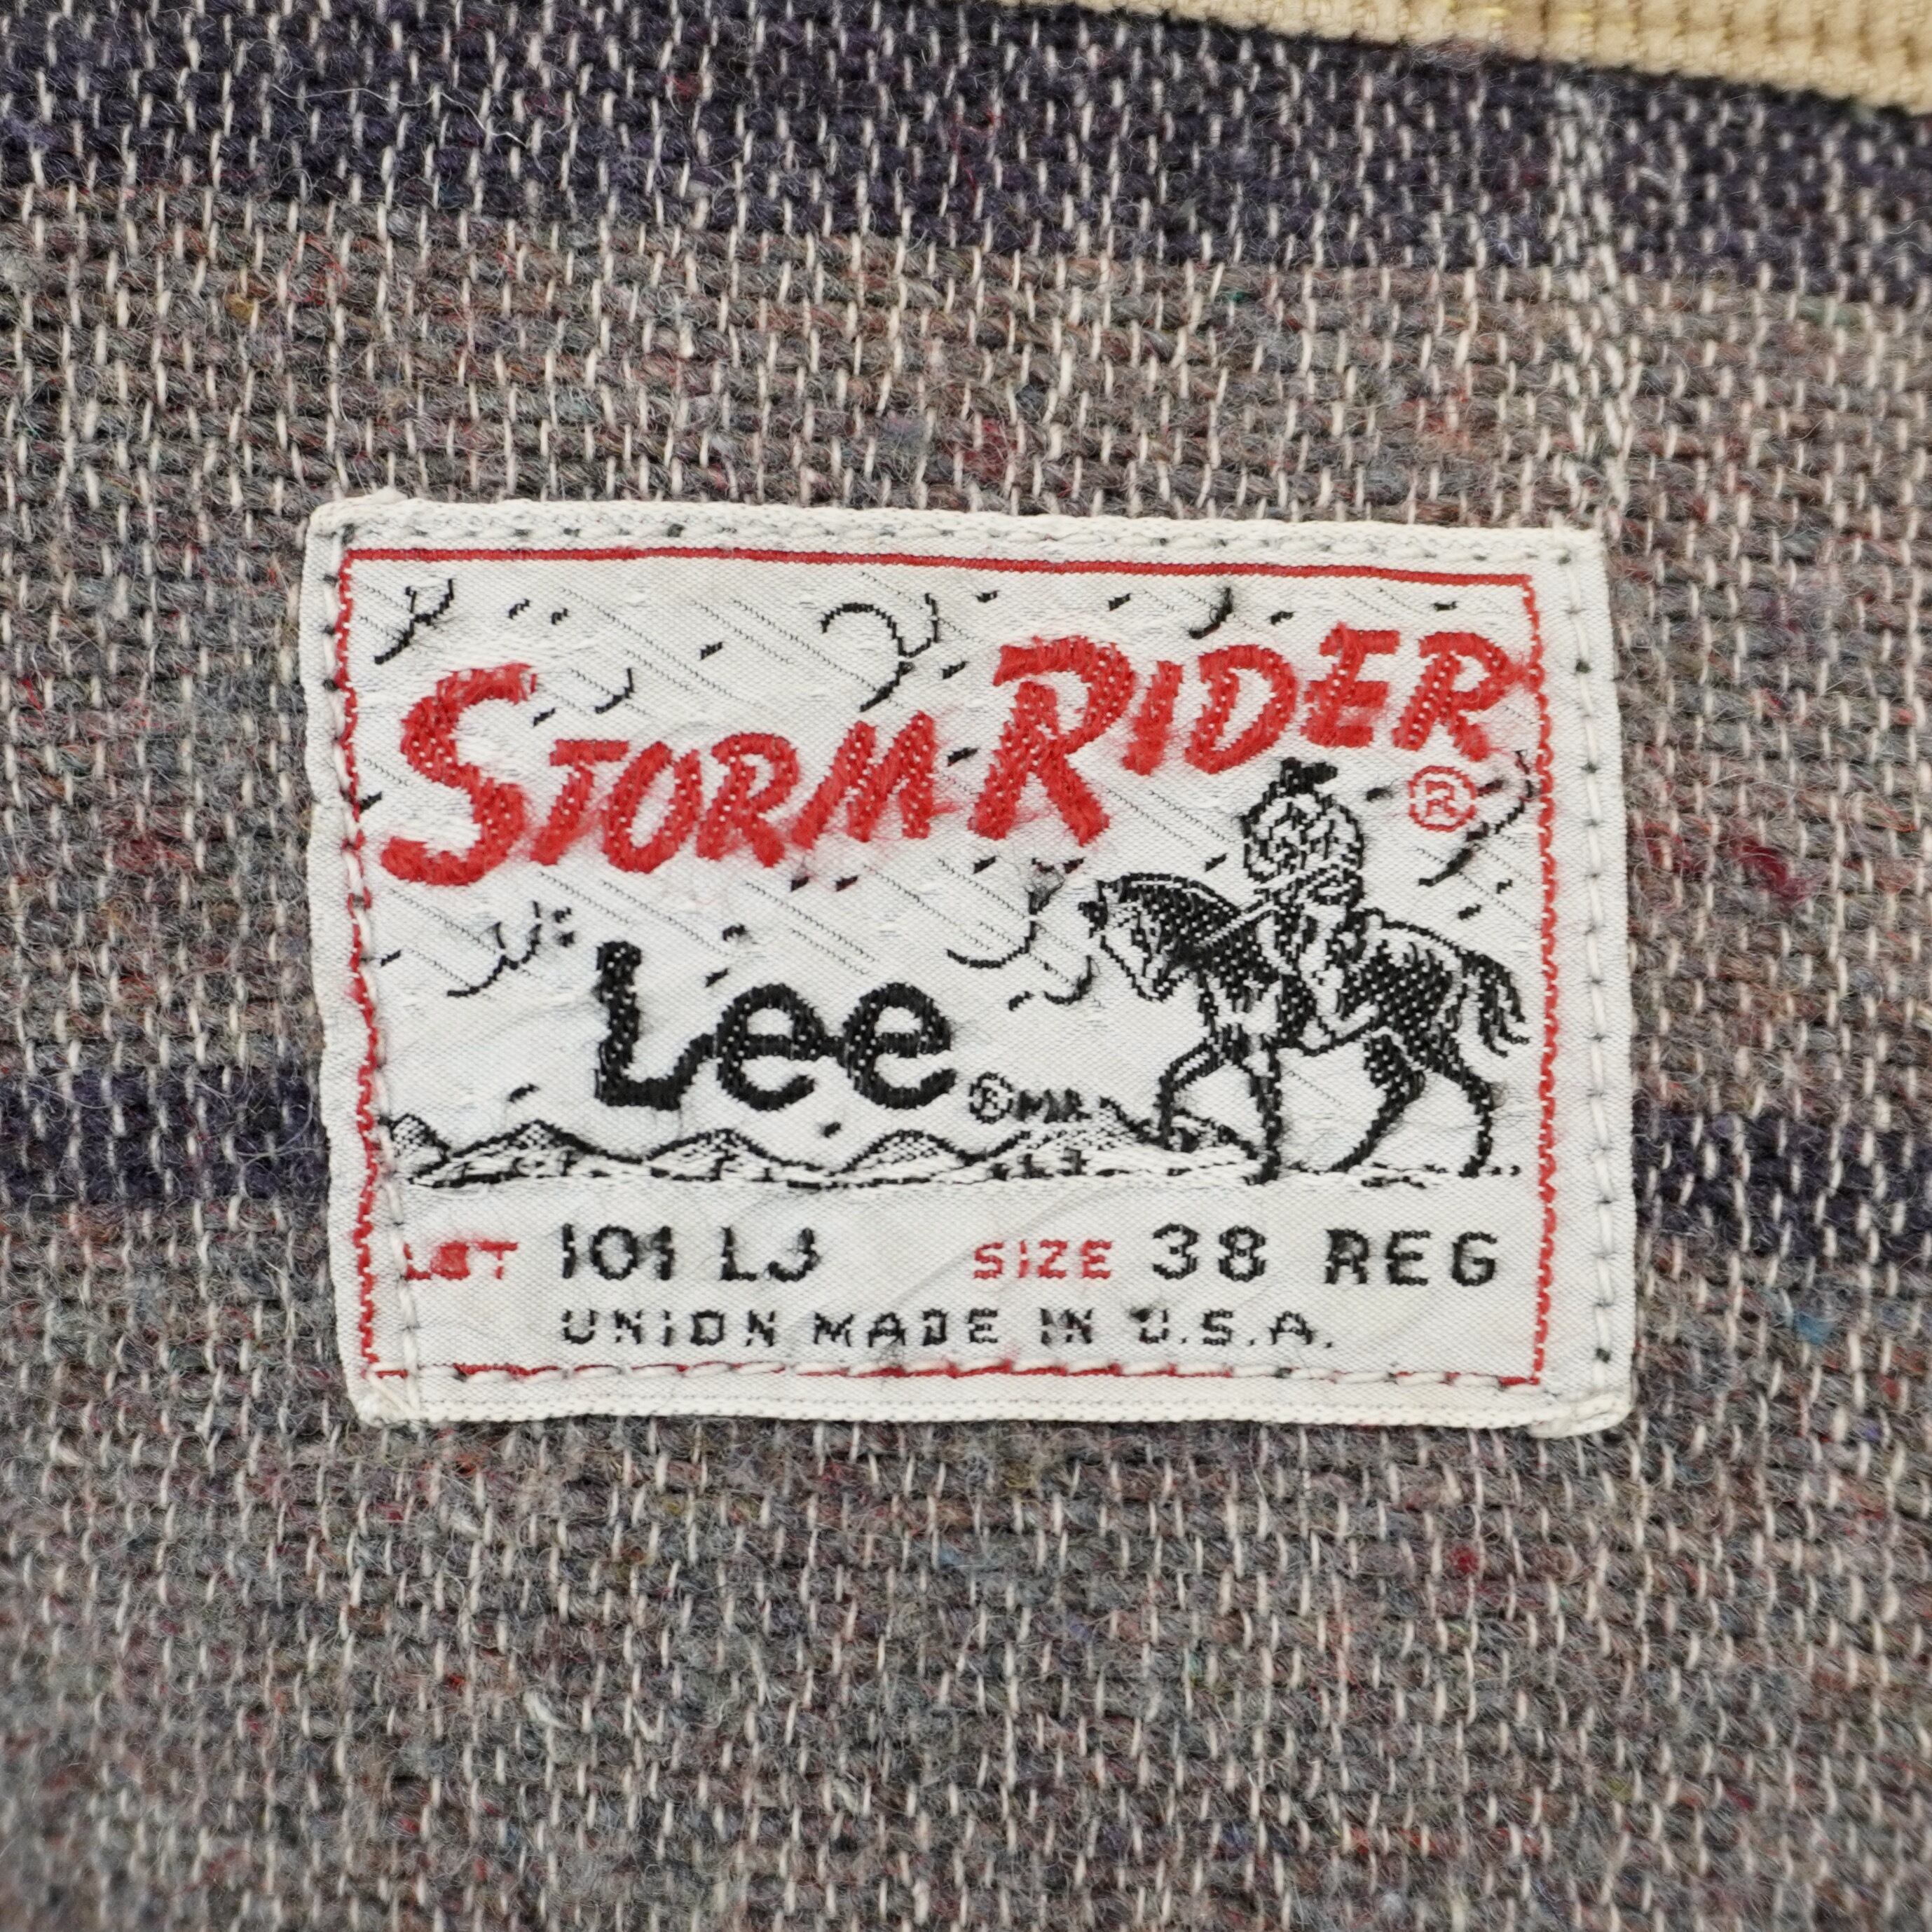 STORM-RIDER
®
Lee ® M.R.
LOT 101 LJ SIZE 38 REG
UNION MADE IN U.S.A.